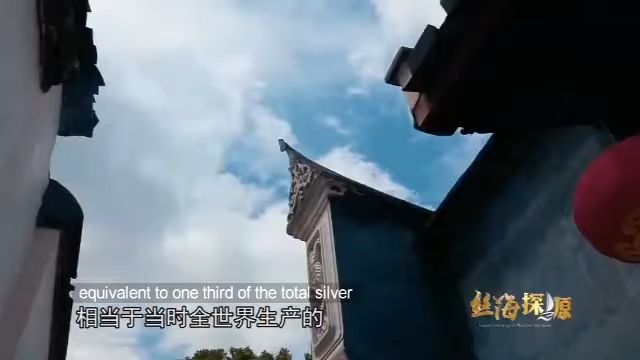 equivalent to one third of the total silver
相当于当时全世界生产的
丝海探源